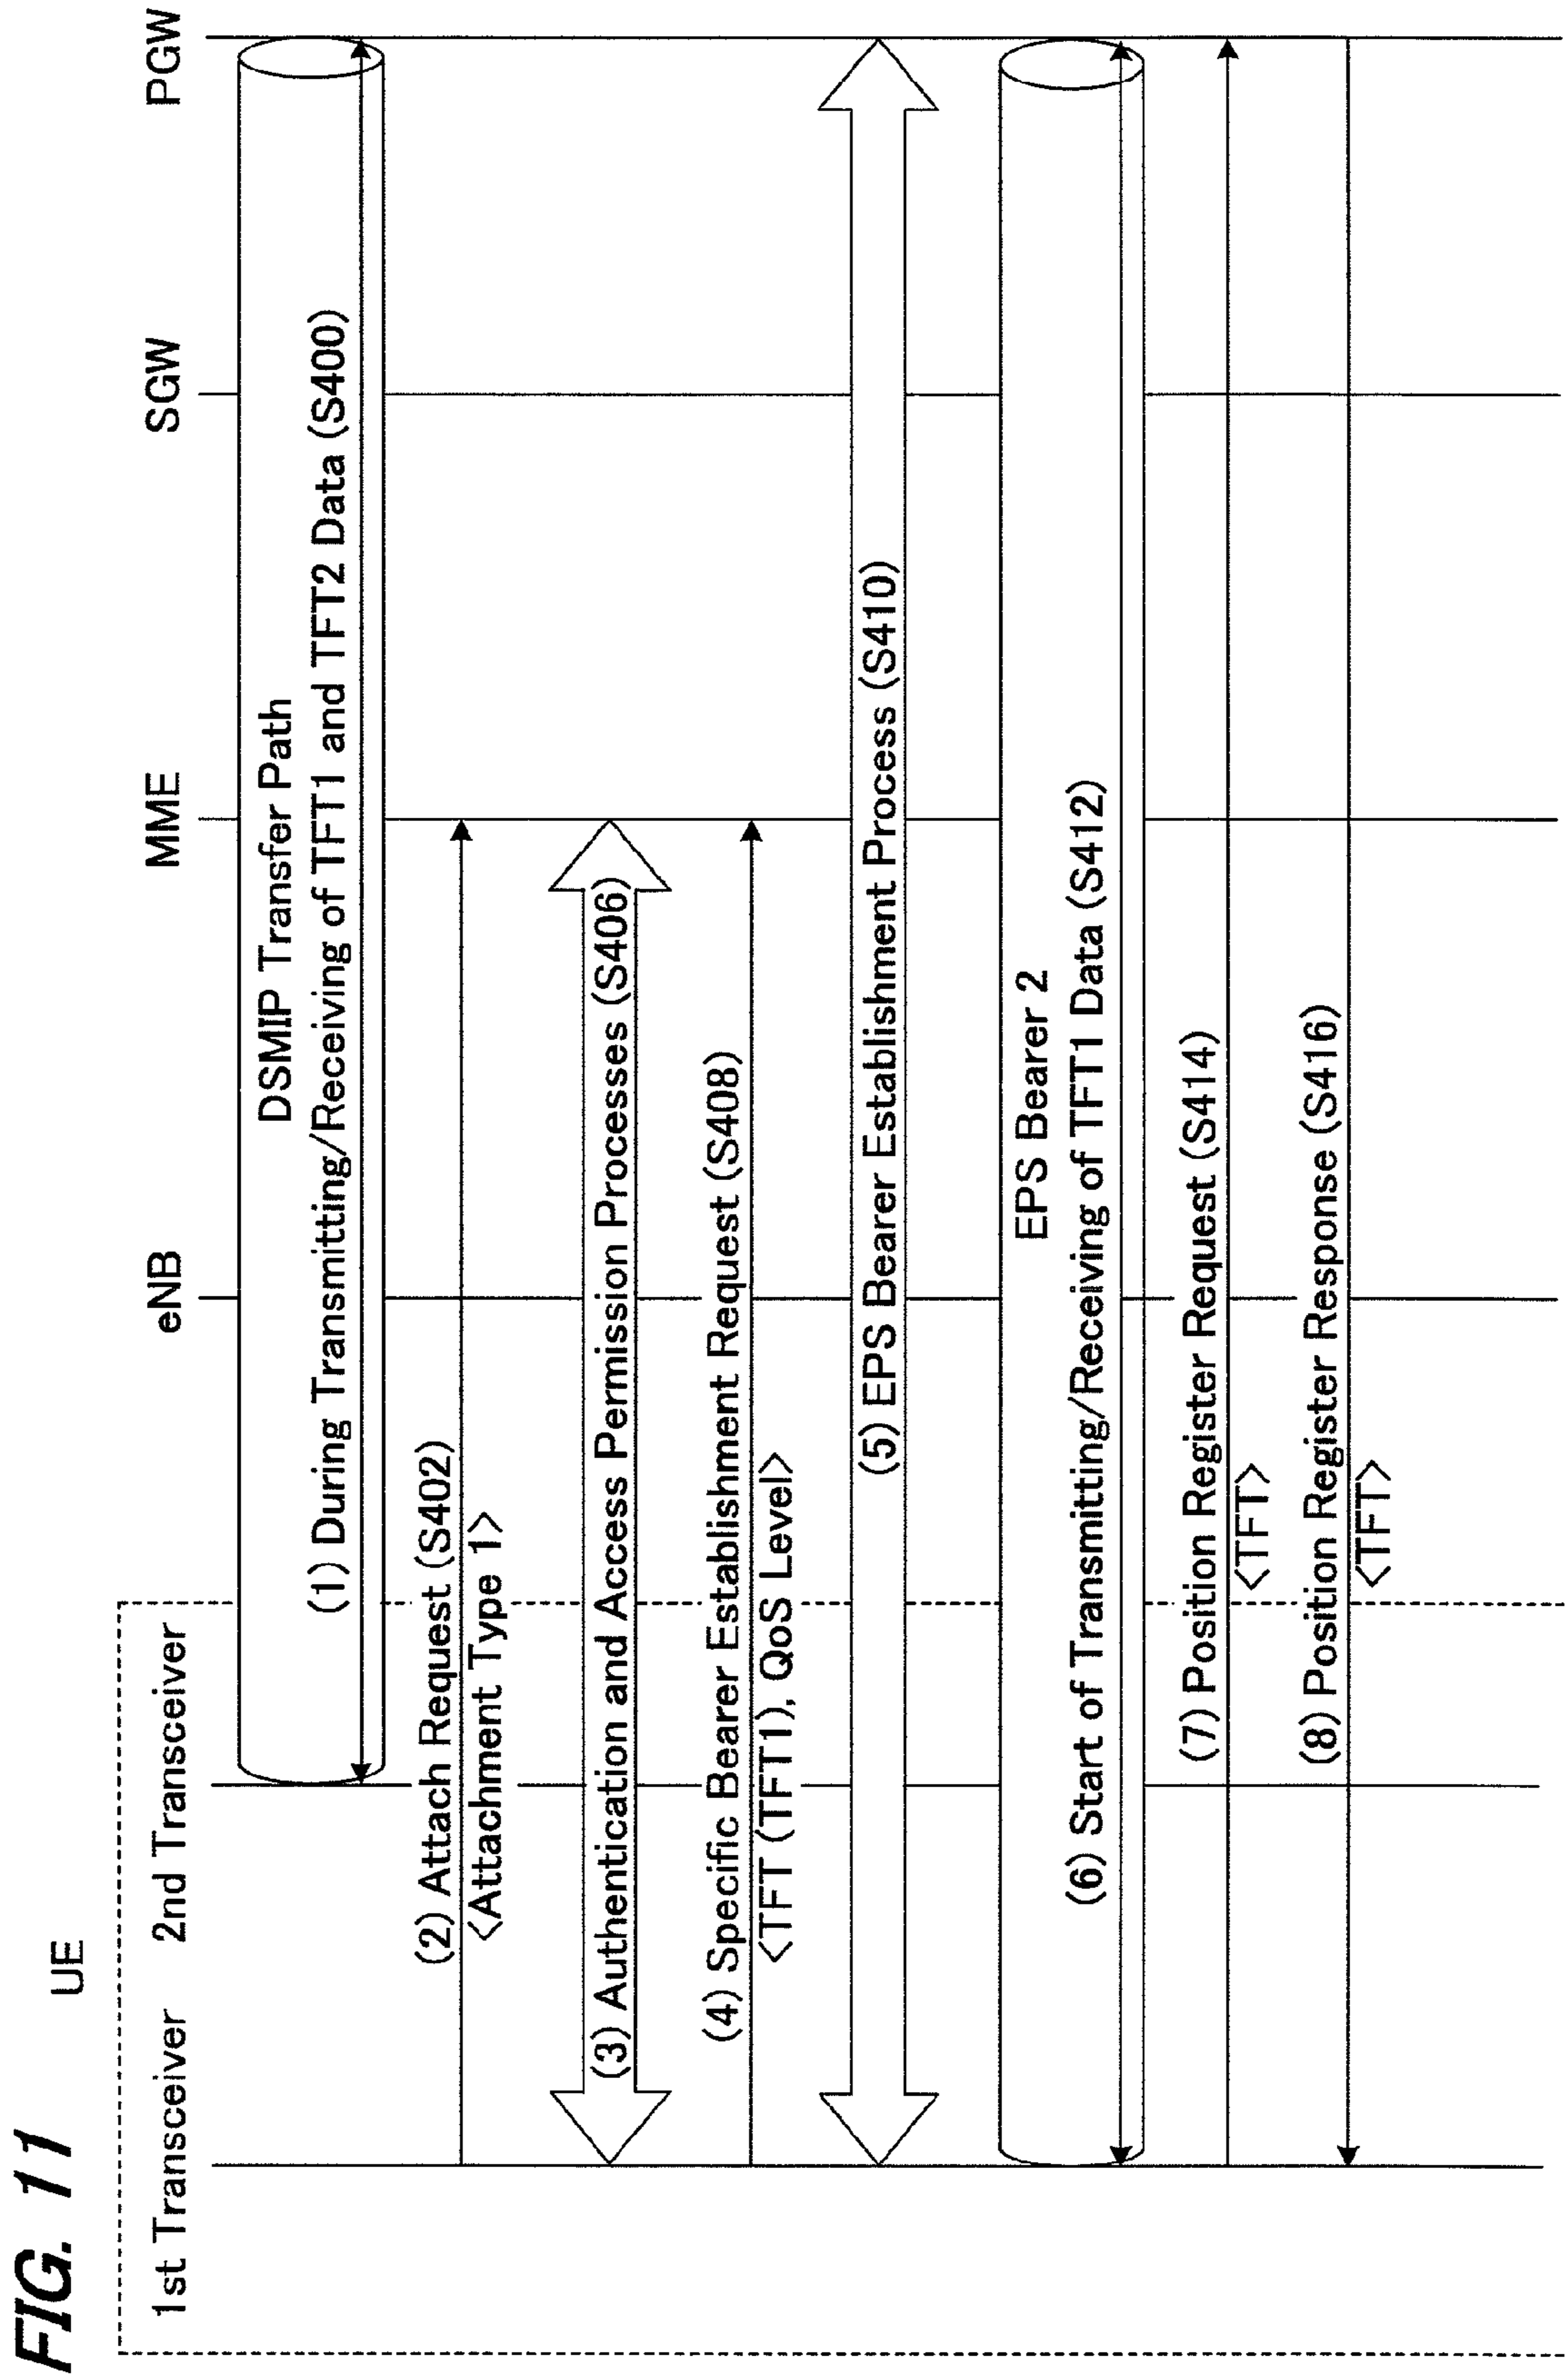 FIG. 11
UE
1st Transceiver 2nd Transceiver eNB MME SGW PGW
DSMIP Transfer Path
(1) During Transmitting/Receiving of TFT1 and TFT2 Data (S400)
(2) Attach Request (S402)
<Attachment Type 1>
(3) Authentication and Access Permission Processes (S406)
(4) Specific Bearer Establishment Request (S408)
<TFT (TFT1), QoS Level>
(5) EPS Bearer Establishment Process (S410)
EPS Bearer 2
(6) Start of Transmitting/Receiving of TFT1 Data (S412)
(7) Position Register Request (S414)
<TFT>
(8) Position Register Response (S416)
<TFT>